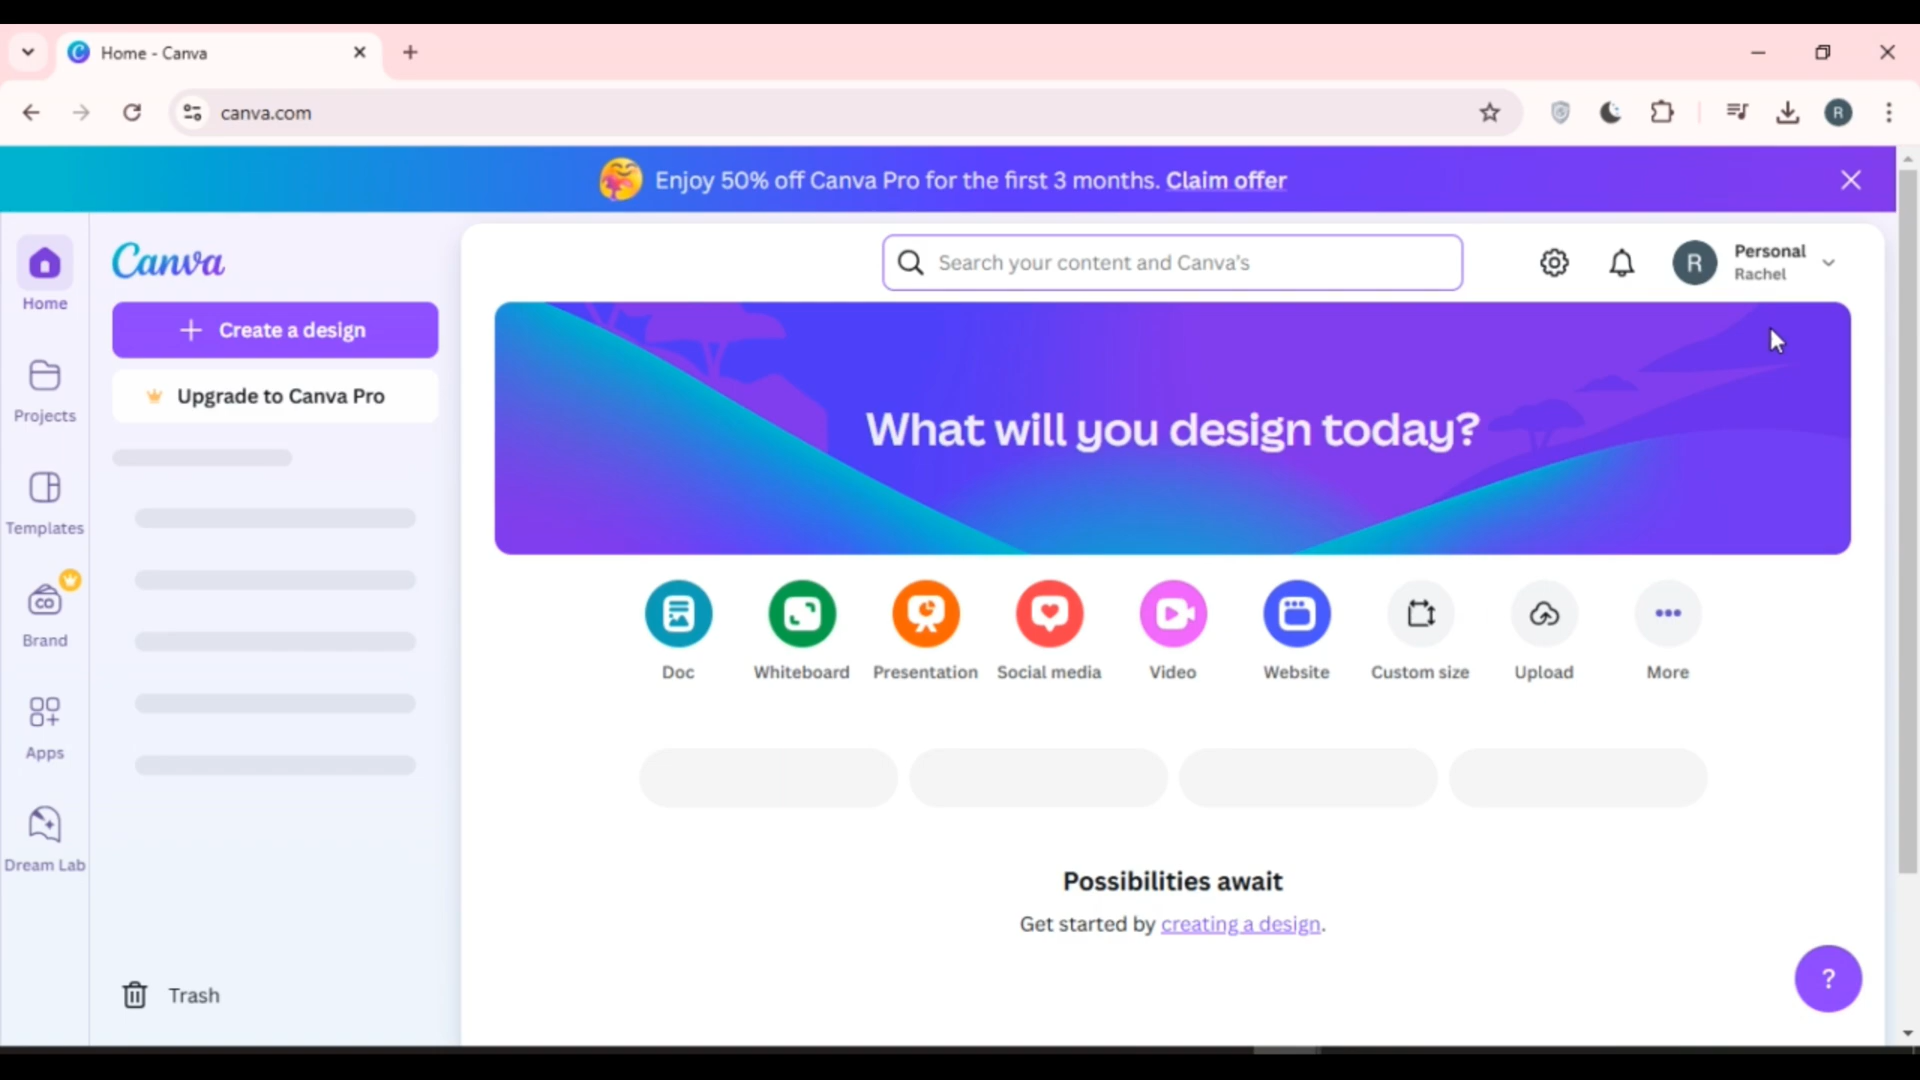 Home - Canva
canva.com
R
Enjoy 50% off Canva Pro for the first 3 months. Claim offer
Home
Projects
Templates
CO
Brand
Apps
Dream Lab
Canva
Create a design
Upgrade to Canva Pro
Trash
Search your content and Canva's
R
Personal
Rachel
What will you design today?
Doc
Whiteboard
Presentation
Social media
Video
Website
Custom size
Upload
More
Possibilities await
Get started by creating a design.
?